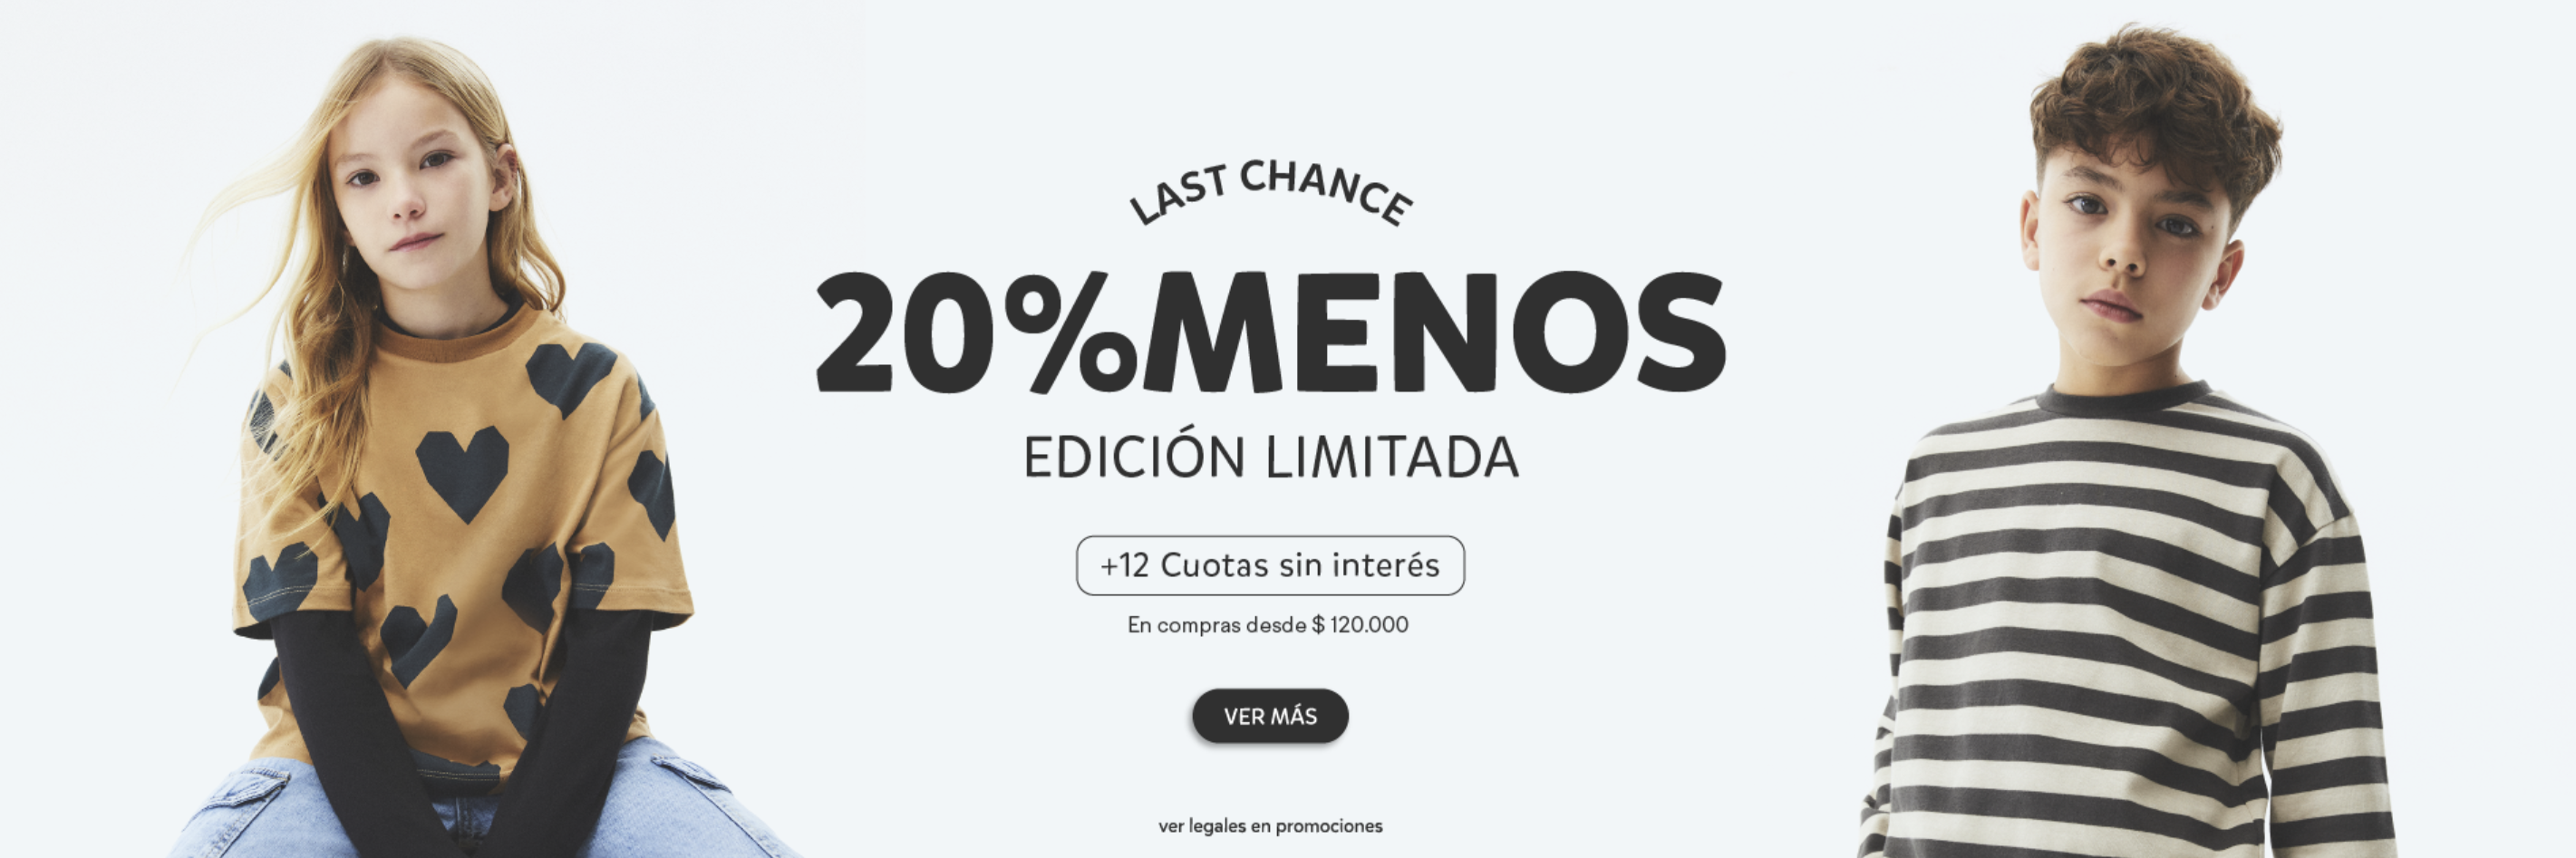 LAST CHANCE
20%MENOS
EDICIÓN LIMITADA
+12 Cuotas sin interés
En compras desde $ 120.000
VER MÁS
ver legales en promociones